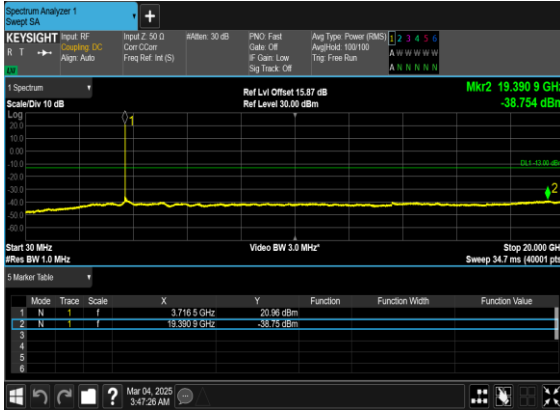 Spectrum Analyzer 1
Swept SA
+
KEYSIGHT
R T
Input: RF
Coupling: DC
Align: Auto
Input Z: 50 Ω
Corr CCorr
Freq Ref: Int (S)
#Atten: 30 dB
PNO: Fast
Gate: Off
IF Gain: Low
Sig Track: Off
Avg Type: Power (RMS)
Avg|Hold: 100/100
Trig: Free Run
1 2 3 4 5 6
A W W W W W
A N N N N N
1 Spectrum
Scale/Div 10 dB
Log
Ref Lvl Offset 15.87 dB
Ref Level 30.00 dBm
Mkr2 19.390 9 GHz
-38.754 dBm
20.0
10.0
0.00
-10.0
-20.0
-30.0
-40.0
-50.0
-60.0
1
DL1 -13.00 dBm
2
Start 30 MHz
#Res BW 1.0 MHz
Video BW 3.0 MHz*
Stop 20.000 GHz
Sweep 34.7 ms (40001 pts)
5 Marker Table
Mode Trace Scale X Y Function Function Width Function Value
1 N 1 f 3.716 5 GHz 20.96 dBm
2 N 1 f 19.390 9 GHz -38.75 dBm
3
4
5
6
?
Mar 04, 2025
3:47:26 AM